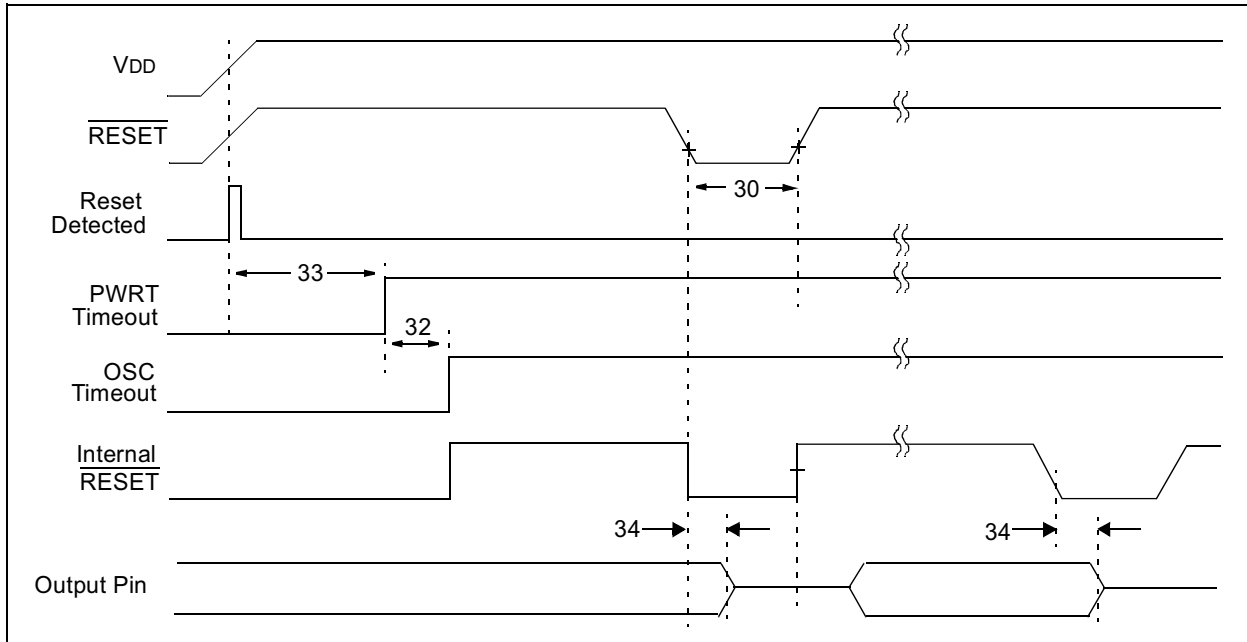 VDD
RESET
Reset
Detected
30
33
PWRT
Timeout
32
OSC
Timeout
Internal
RESET
34
34
Output Pin